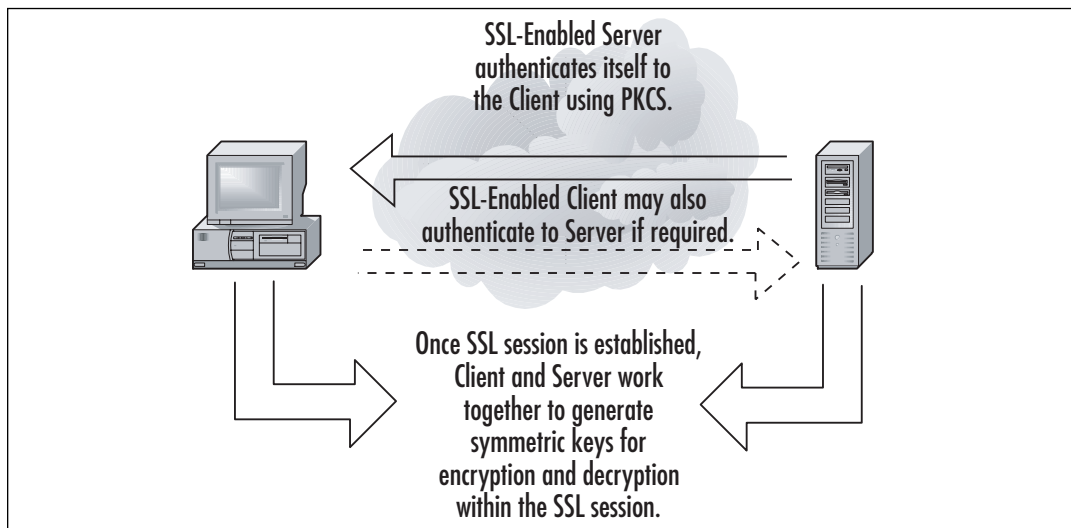 SSL-Enabled Server
authenticates itself to
the Client using PKCS.
SSL-Enabled Client may also
authenticate to Server if required.
Once SSL session is established,
Client and Server work
together to generate
symmetric keys for
encryption and decryption
within the SSL session.